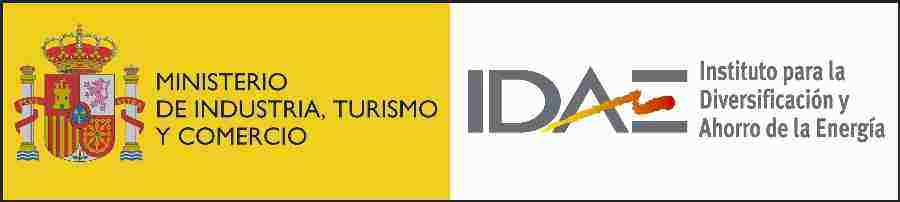 MINISTERIO
DE INDUSTRIA, TURISMO
Y COMERCIO
IDAE
Instituto para la
Diversificación y
Ahorro de la Energía